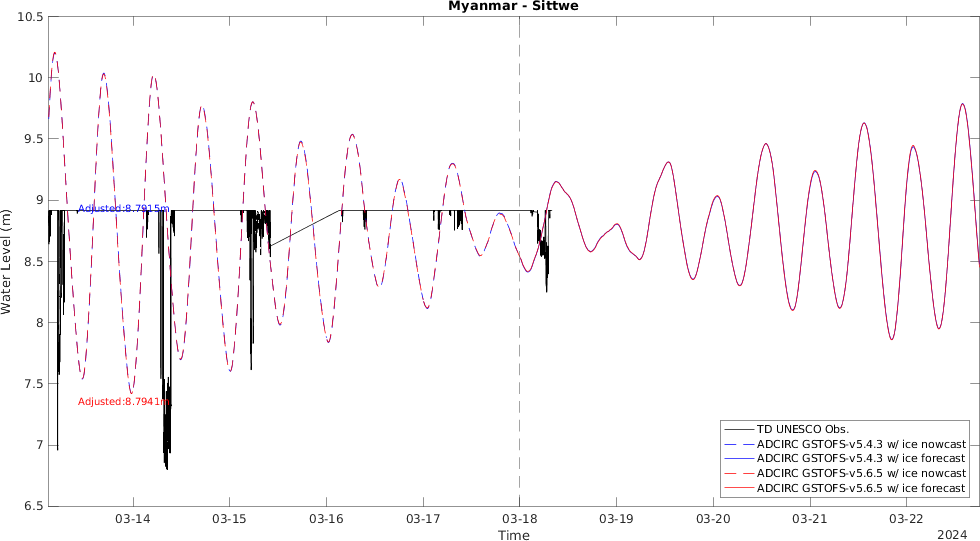 Myanmar - Sittwe
10.5
10
9.5
9
8.5
8
7.5
7
6.5
Water Level (m)
Adjusted:8.7915m
Adjusted:8.7941m
TD UNESCO Obs.
ADCIRC GSTOFS-v5.4.3 w/ ice nowcast
ADCIRC GSTOFS-v5.4.3 w/ ice forecast
ADCIRC GSTOFS-v5.6.5 w/ ice nowcast
ADCIRC GSTOFS-v5.6.5 w/ ice forecast
03-14 03-15 03-16 03-17 03-18 03-19 03-20 03-21 03-22
Time
2024